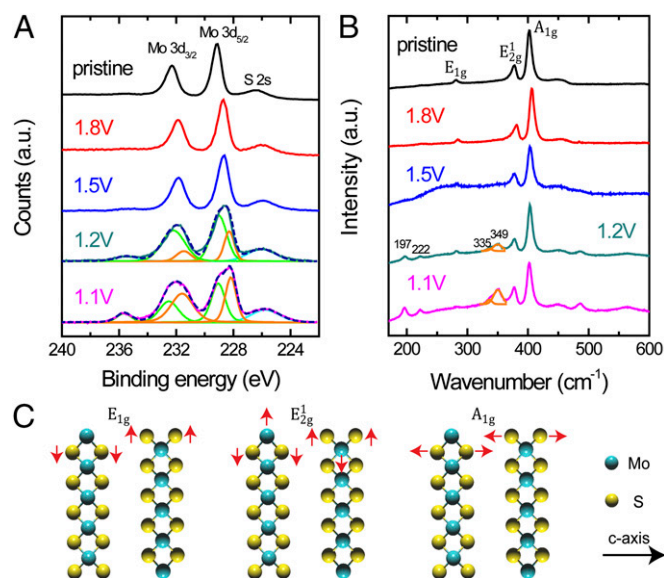 A
Mo 3d5/2
Mo 3d3/2
pristine
S 2s
1.8V
1.5V
1.2V
1.1V
Counts (a.u.)
240 236 232 228 224
Binding energy (eV)
B
pristine
A1g
E12g
E1g
1.8V
1.5V
1.2V
197 222 335 349
1.1V
Intensity (a.u.)
200 300 400 500 600
Wavenumber (cm-1)
C
E1g E12g A1g
Mo
S
c-axis